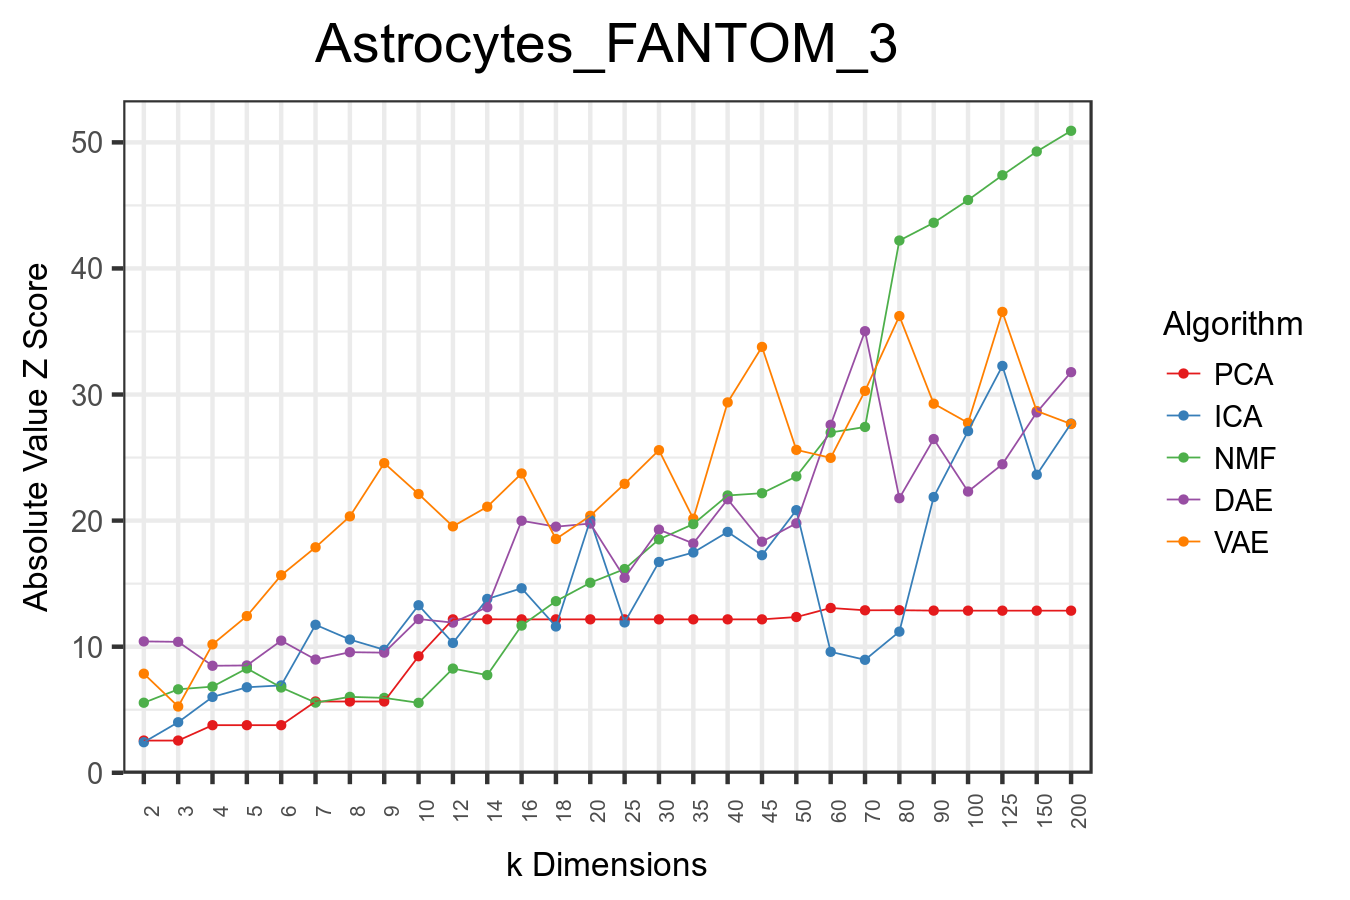 Astrocytes_FANTOM_3
Absolute Value Z Score
50
40
30
20
10
0
2 3 4 5 6 7 8 9 10 12 14 16 18 20 25 30 35 40 45 50 60 70 80 90 100 125 150 200
k Dimensions
Algorithm
PCA
ICA
NMF
DAE
VAE